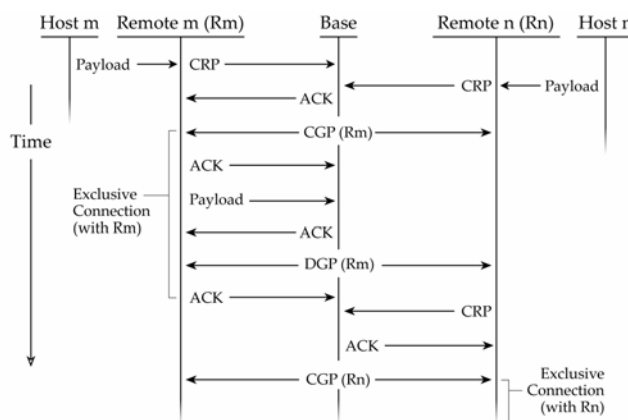 Host m Remote m (Rm) Base Remote n (Rn) Host n
Payload CRP
CRP Payload
ACK
Time
CGP (Rm)
ACK
Exclusive
Connection
(with Rm)
Payload
ACK
DGP (Rm)
ACK
CRP
ACK
CGP (Rn)
Exclusive
Connection
(with Rn)